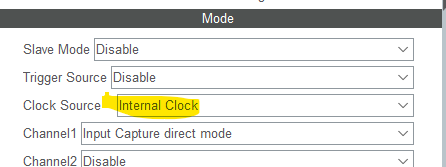 Mode
Slave Mode Disable
Trigger Source Disable
Clock Source Internal Clock
Channel1 Input Capture direct mode
Channel2 Disable